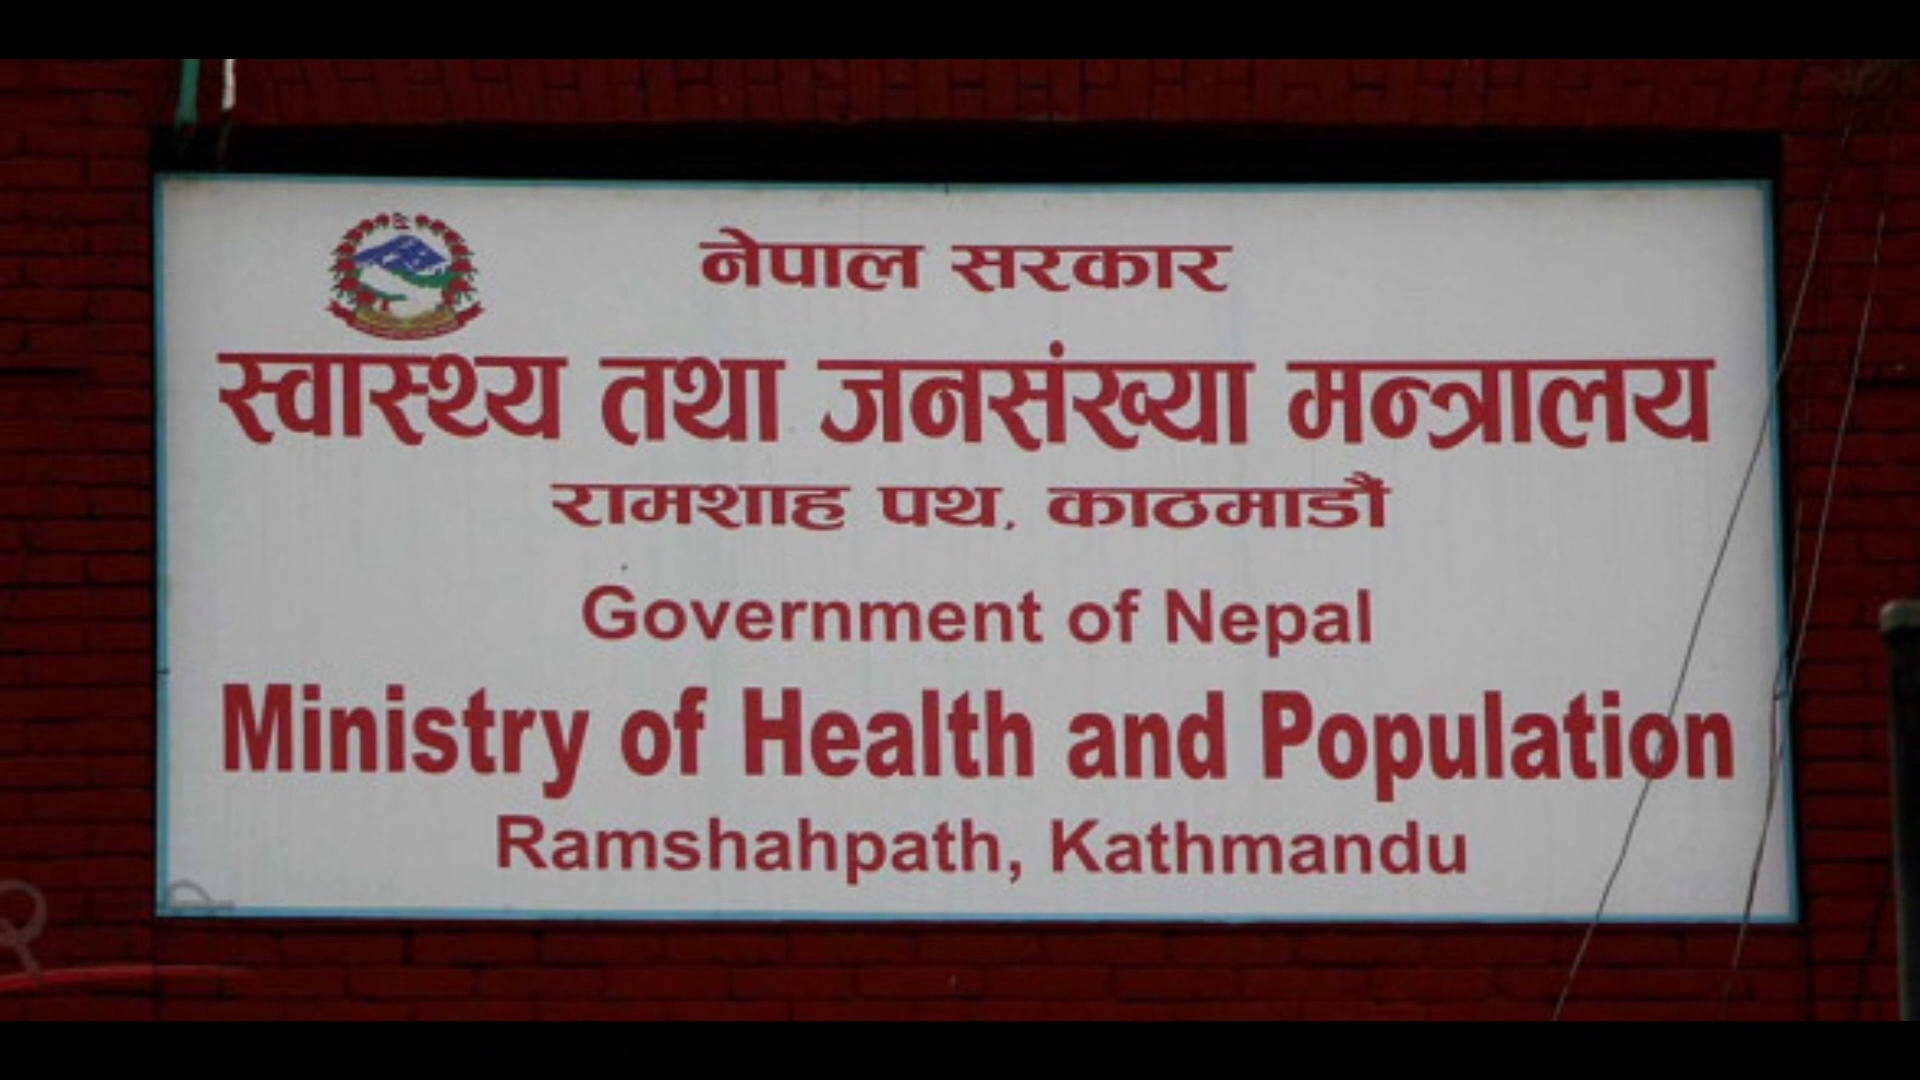 नेपाल सरकार
स्वास्थ्य तथा जनसंख्या मन्त्रालय
रामशाह पथ, काठमाडौं
Government of Nepal
Ministry of Health and Population
Ramshahpath, Kathmandu